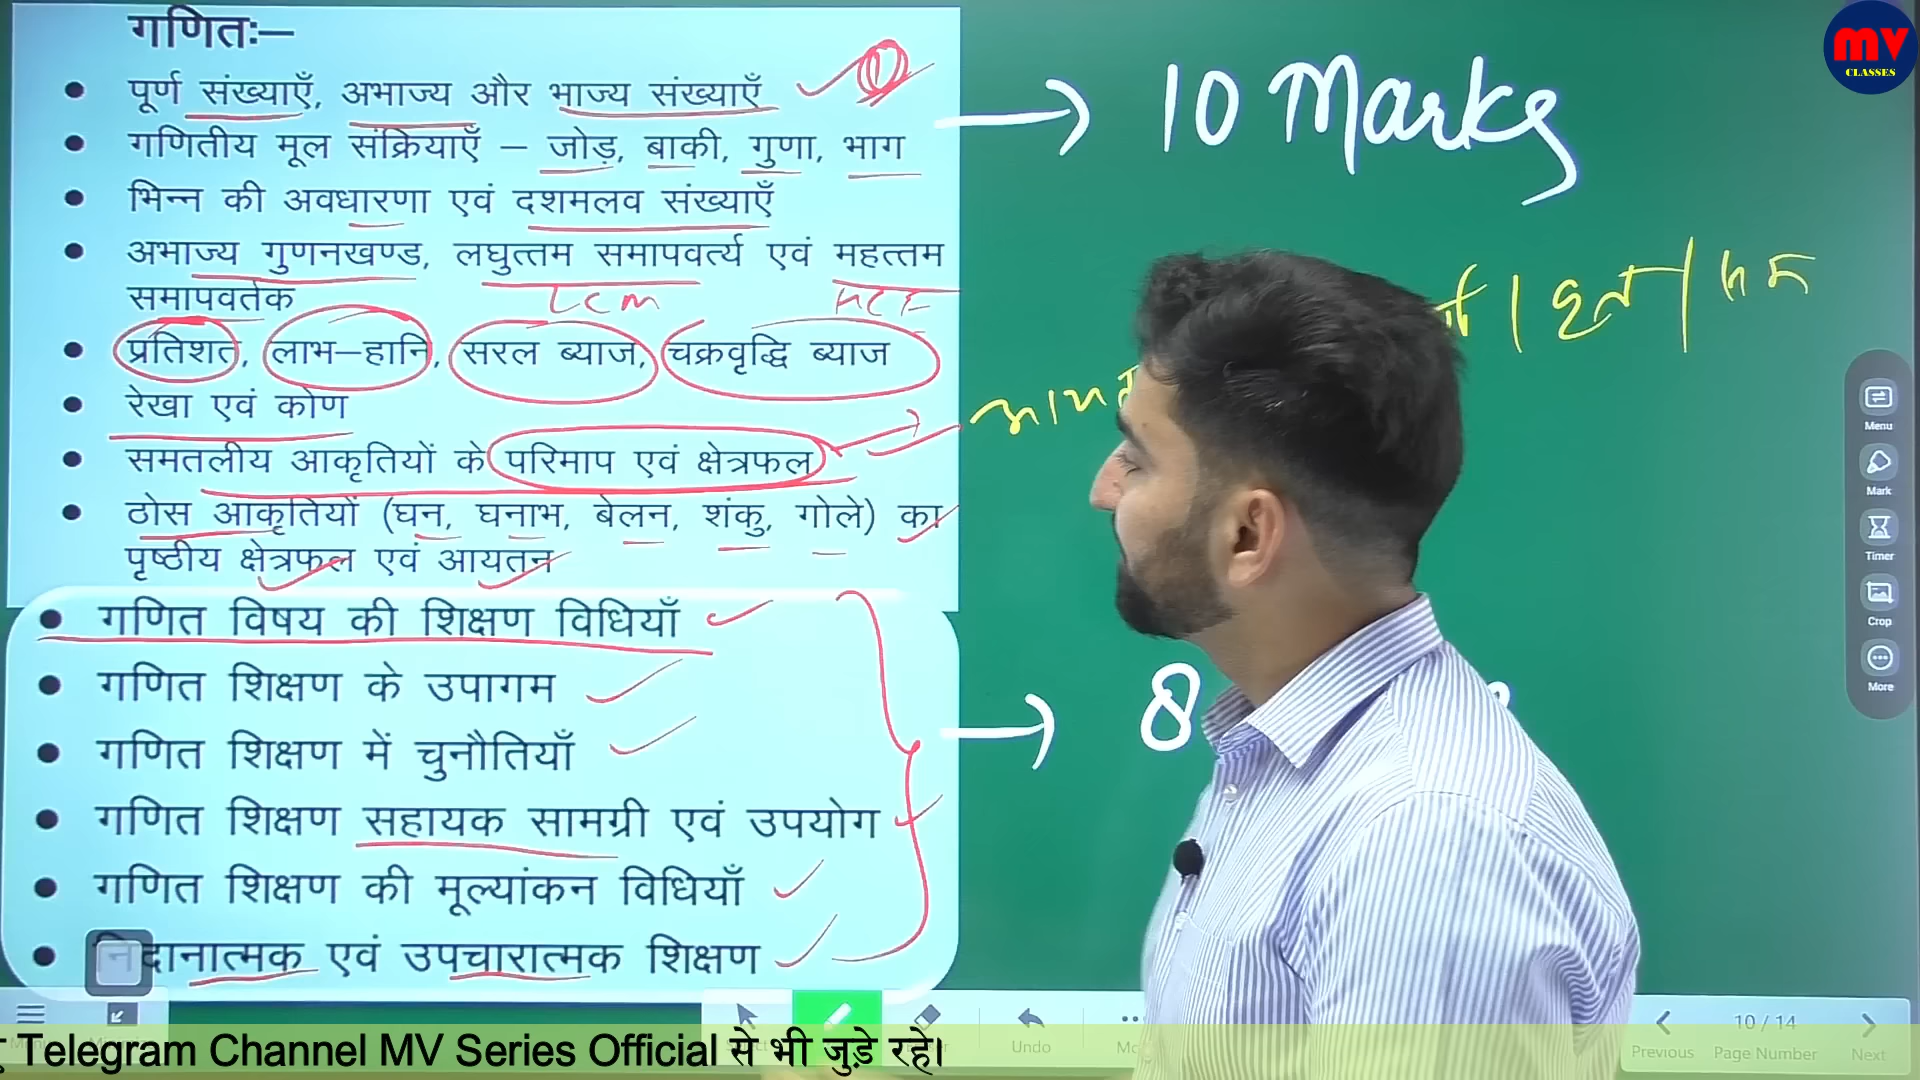 गणितः—
पूर्ण संख्याएँ, अभाज्य और भाज्य संख्याएँ
गणितीय मूल संक्रियाएँ – जोड़, बाकी, गुणा, भाग
भिन्न की अवधारणा एवं दशमलव संख्याएँ
अभाज्य गुणनखण्ड, लघुत्तम समापवर्त्य एवं महत्तम
समापवर्तक
LCM HCF
प्रतिशत, लाभ–हानि, सरल ब्याज, चक्रवृद्धि ब्याज
रेखा एवं कोण
समतलीय आकृतियों के परिमाप एवं क्षेत्रफल
ठोस आकृतियों (घन, घनाभ, बेलन, शंकु, गोले) का
पृष्ठीय क्षेत्रफल एवं आयतन
गणित विषय की शिक्षण विधियाँ
गणित शिक्षण के उपागम
गणित शिक्षण में चुनौतियाँ
गणित शिक्षण सहायक सामग्री एवं उपयोग
गणित शिक्षण की मूल्यांकन विधियाँ
निदानात्मक एवं उपचारात्मक शिक्षण
10 Marks
8
MV
CLASSES
Menu
Mark
Timer
Crop
More
Undo
10 / 14
Previous Page Number Next
Telegram Channel MV Series Official से भी जुड़े रहे।